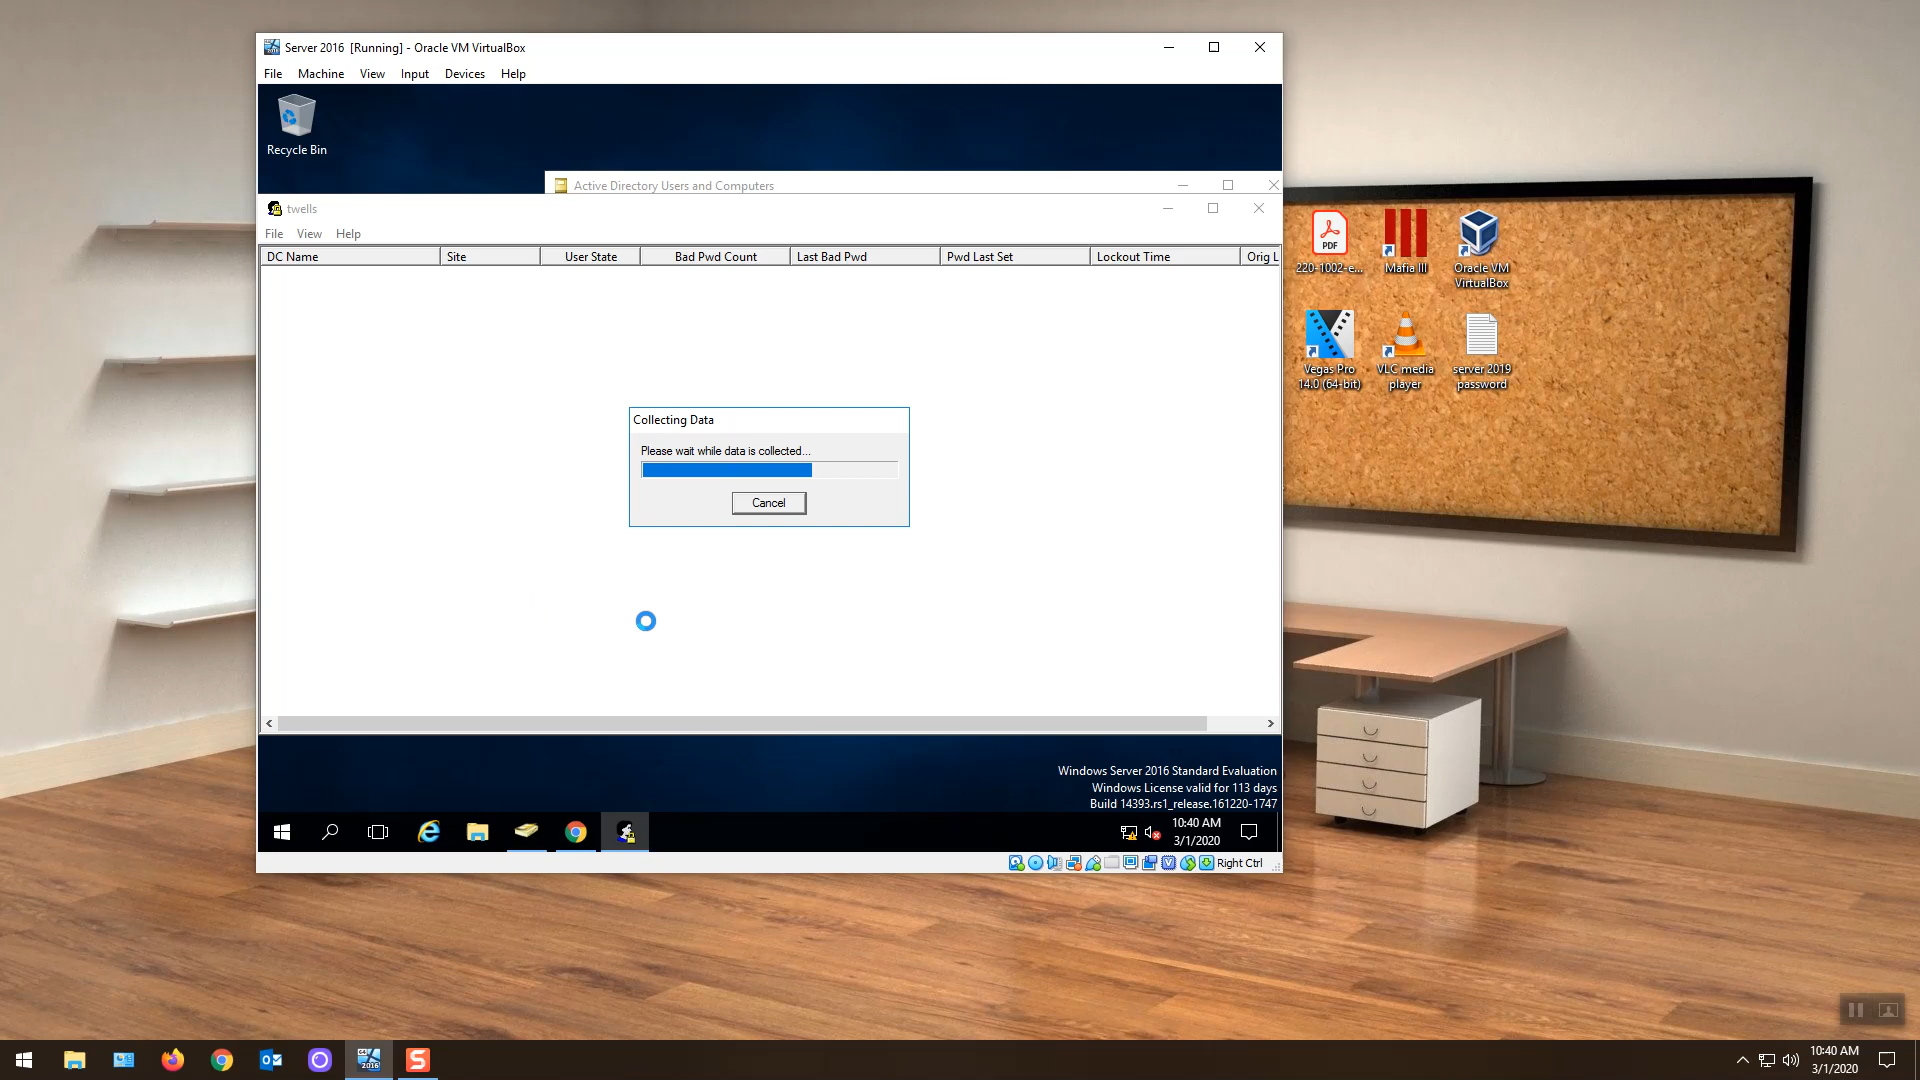 Server 2016 [Running] - Oracle VM VirtualBox
File Machine View Input Devices Help
Recycle Bin
Active Directory Users and Computers
twells
File View Help
DC Name Site User State Bad Pwd Count Last Bad Pwd Pwd Last Set Lockout Time Orig L
Collecting Data
Please wait while data is collected...
Cancel
Windows Server 2016 Standard Evaluation
Windows License valid for 113 days
Build 14393.rs1_release.161220-1747
10:40 AM
3/1/2020
Right Ctrl
PDF
220-1002-e...
Mafia III
Oracle VM
VirtualBox
Vegas Pro
14.0 (64-bit)
VLC media
player
server 2019
password
2016
10:40 AM
3/1/2020